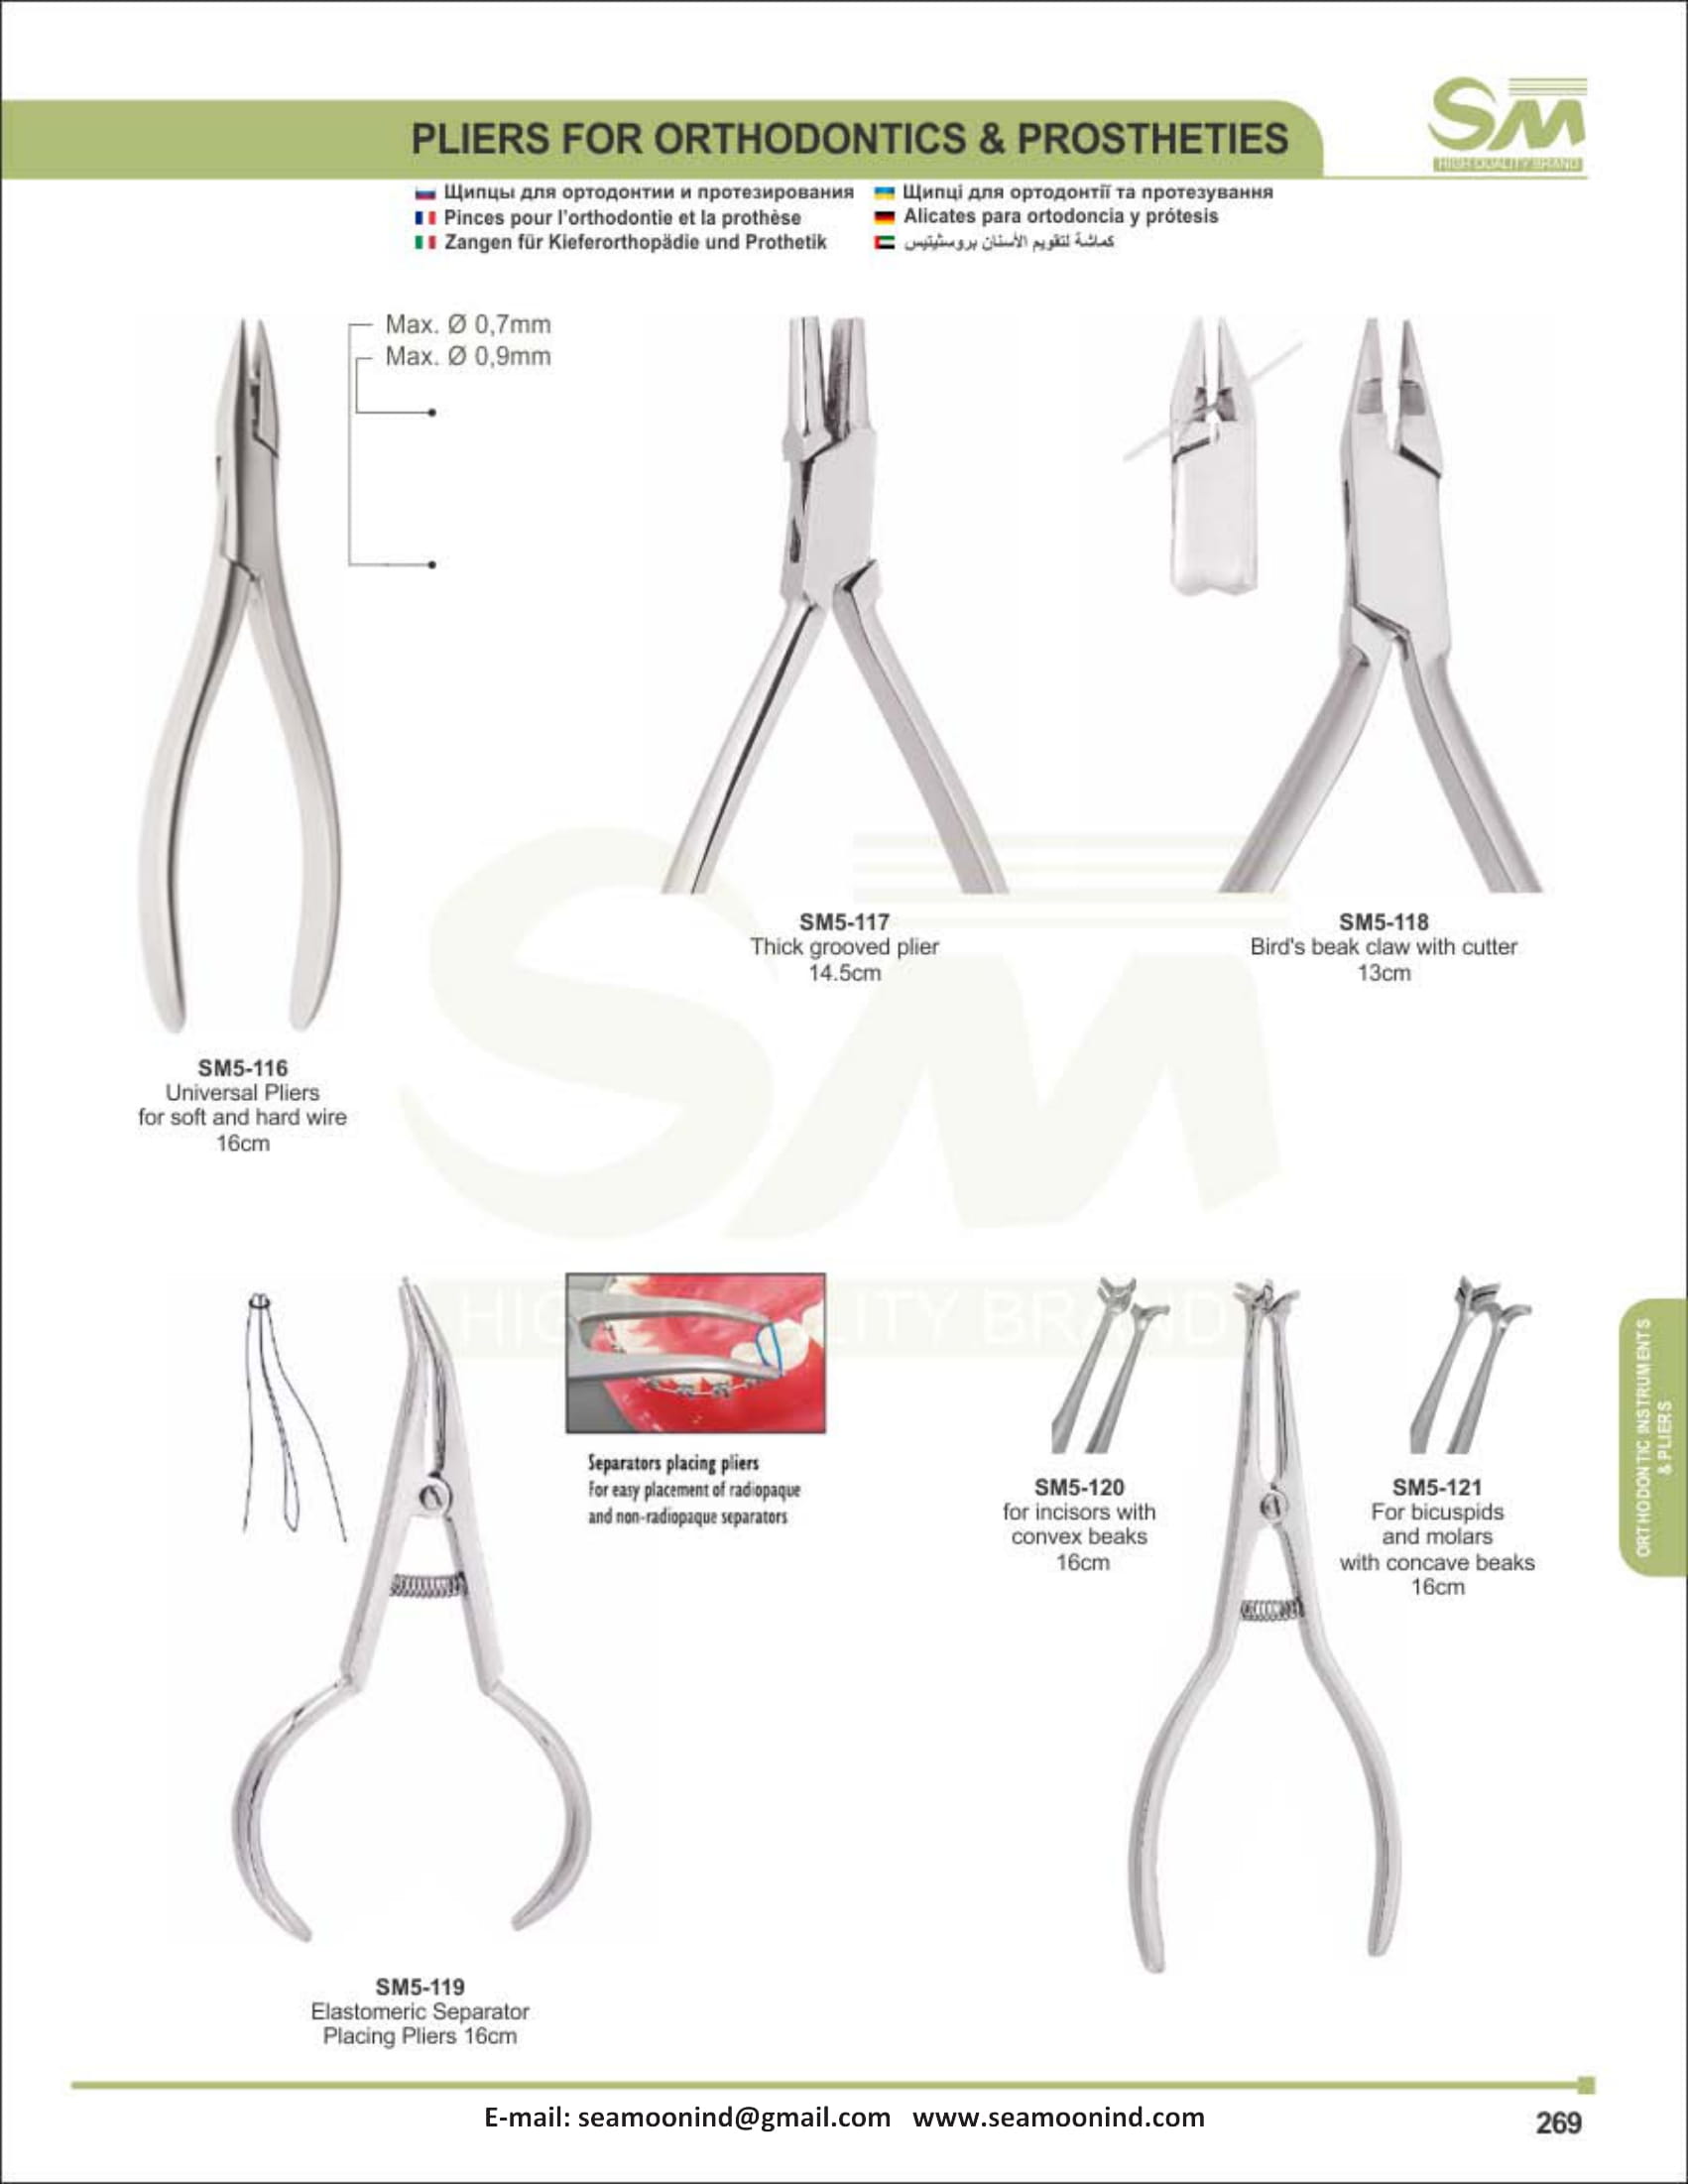 SM
HIGH QUALITY BRAND
PLIERS FOR ORTHODONTICS & PROSTHETIES
Щипцы для ортодонтии и протезирования
Щипці для ортодонтії та протезування
Pinces pour l'orthodontie et la prothèse
Alicates para ortodoncia y prótesis
Zangen für Kieferorthopädie und Prothetik
كماشة لتقويم الأسنان بروستيتيس
Max. Ø 0,7mm
Max. Ø 0,9mm
SM5-117
Thick grooved plier
14.5cm
SM5-118
Bird's beak claw with cutter
13cm
SM5-116
Universal Pliers
for soft and hard wire
16cm
Separators placing pliers
For easy placement of radiopaque
and non-radiopaque separators
SM5-120
for incisors with
convex beaks
16cm
SM5-121
For bicuspids
and molars
with concave beaks
16cm
ORTHODONTIC INSTRUMENTS
& PLIERS
SM5-119
Elastomeric Separator
Placing Pliers 16cm
E-mail: seamoonind@gmail.com www.seamoonind.com
269